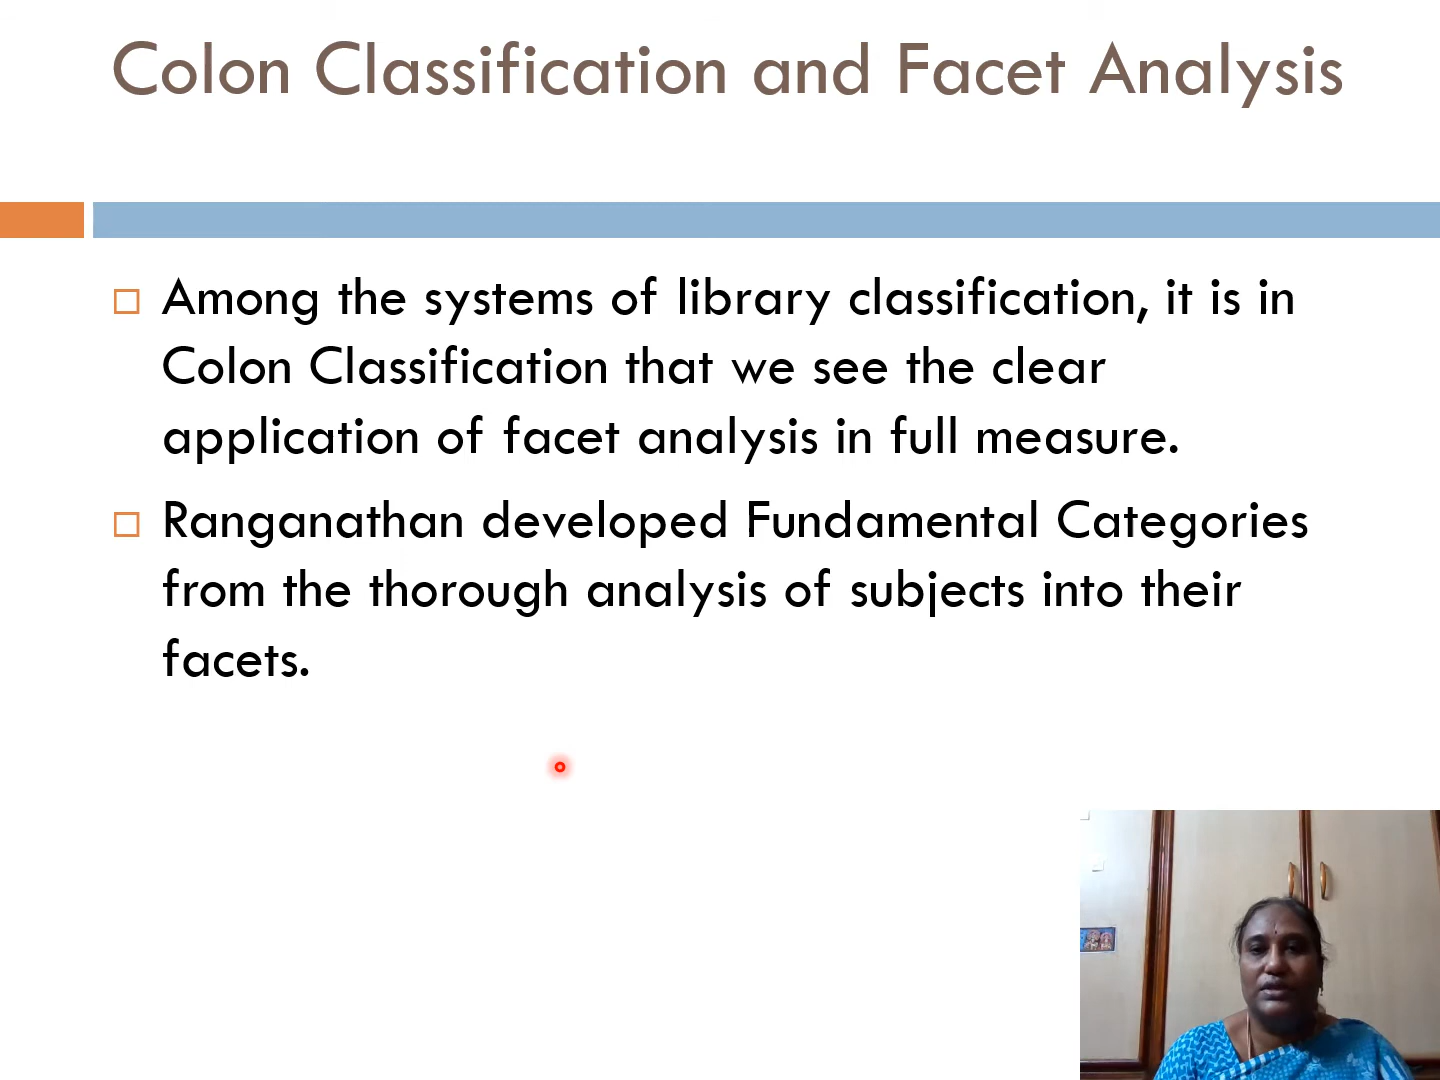 Colon Classification and Facet Analysis
Among the systems of library classification, it is in
Colon Classification that we see the clear
application of facet analysis in full measure.
Ranganathan developed Fundamental Categories
from the thorough analysis of subjects into their
facets.